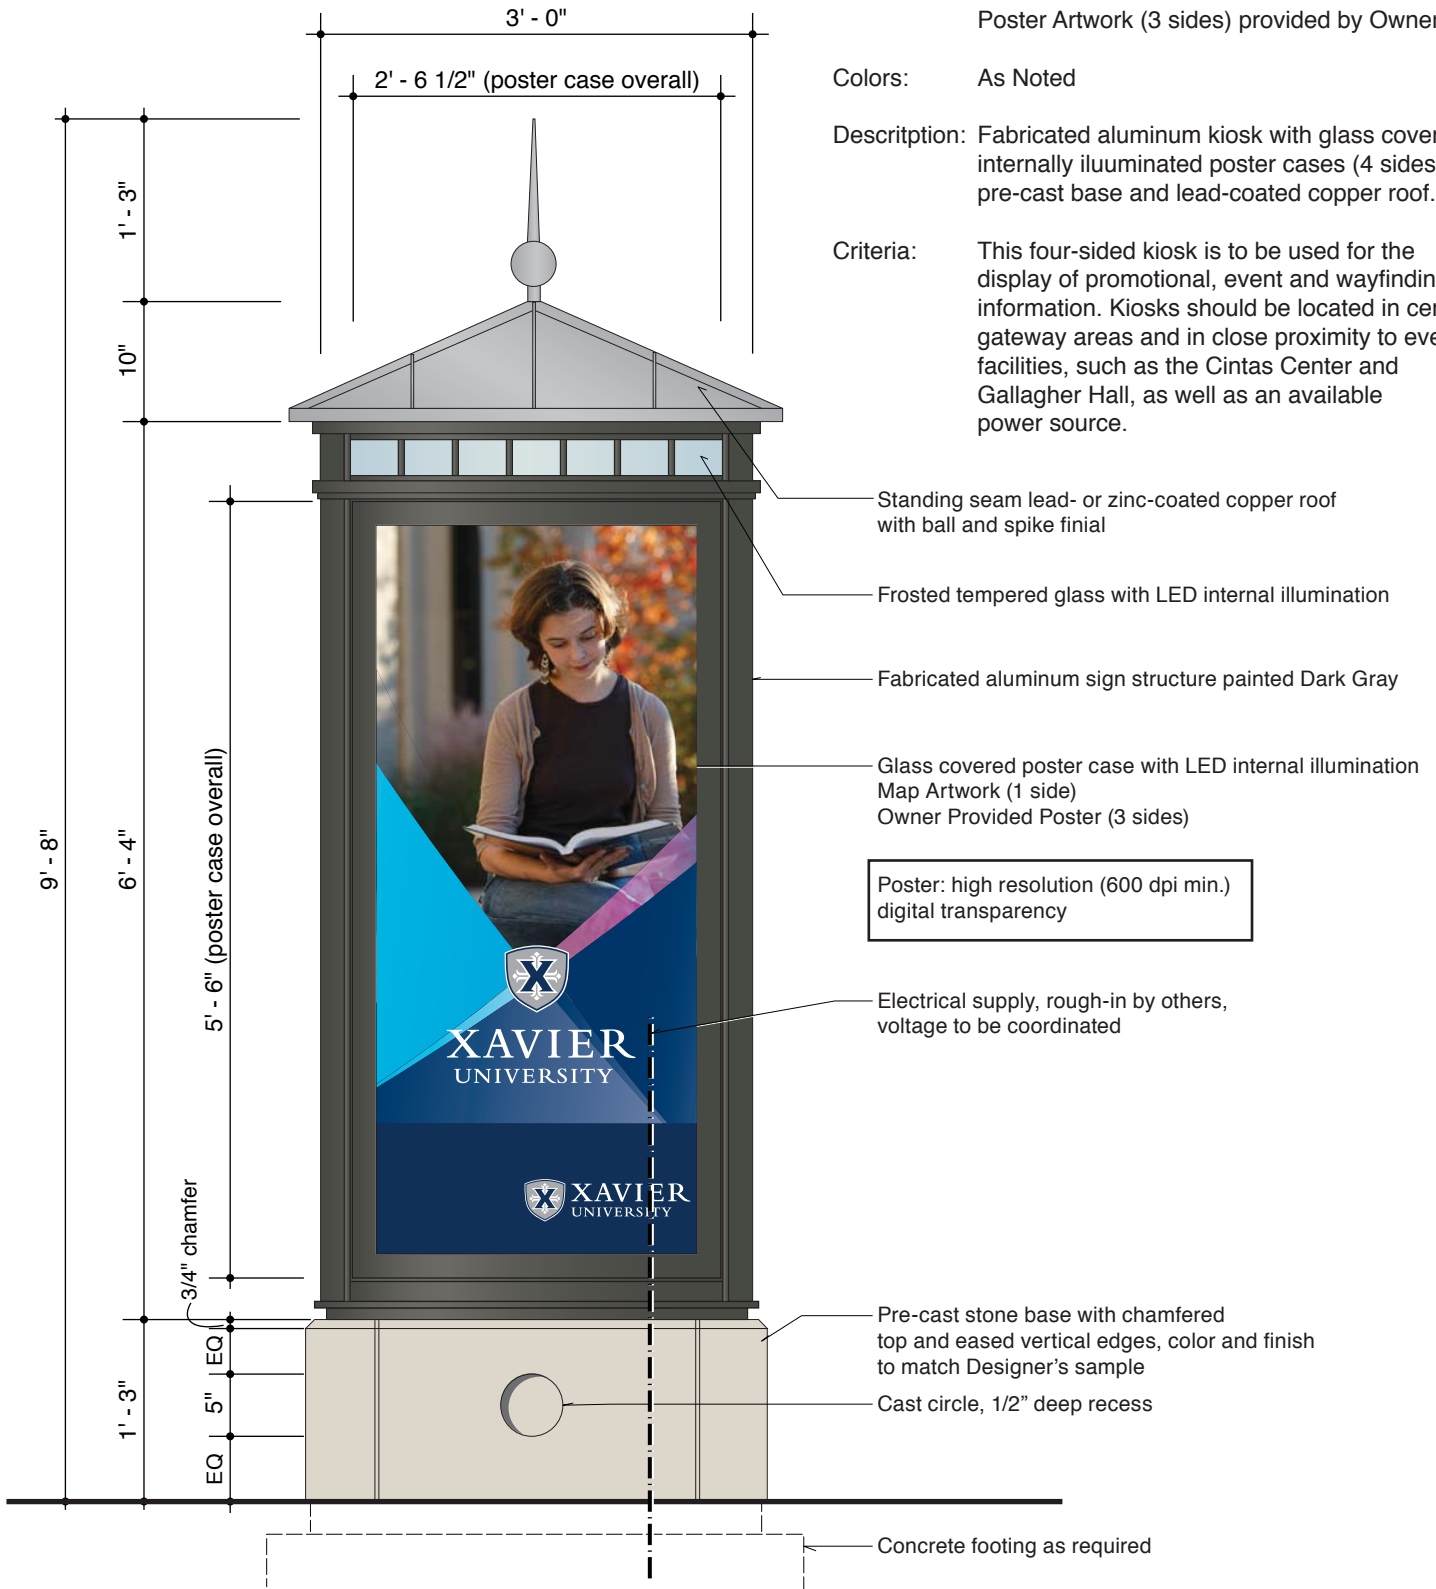 3' - 0"
Poster Artwork (3 sides) provided by Owner
2' - 6 1/2" (poster case overall)
Colors: As Noted
Descritption: Fabricated aluminum kiosk with glass cover
internally iluuminated poster cases (4 sides
pre-cast base and lead-coated copper roof.
1' - 3"
Criteria: This four-sided kiosk is to be used for the
display of promotional, event and wayfindin
information. Kiosks should be located in cen
gateway areas and in close proximity to eve
facilities, such as the Cintas Center and
Gallagher Hall, as well as an available
power source.
10"
Standing seam lead- or zinc-coated copper roof
with ball and spike finial
Frosted tempered glass with LED internal illumination
Fabricated aluminum sign structure painted Dark Gray
Glass covered poster case with LED internal illumination
Map Artwork (1 side)
Owner Provided Poster (3 sides)
9' - 8"
6' - 4"
5' - 6" (poster case overall)
Poster: high resolution (600 dpi min.)
digital transparency
Electrical supply, rough-in by others,
voltage to be coordinated
X
XAVIER
UNIVERSITY
X
XAVIER
UNIVERSITY
3/4" chamfer
Pre-cast stone base with chamfered
top and eased vertical edges, color and finish
to match Designer's sample
EQ
1' - 3"
5"
Cast circle, 1/2” deep recess
EQ
Concrete footing as required